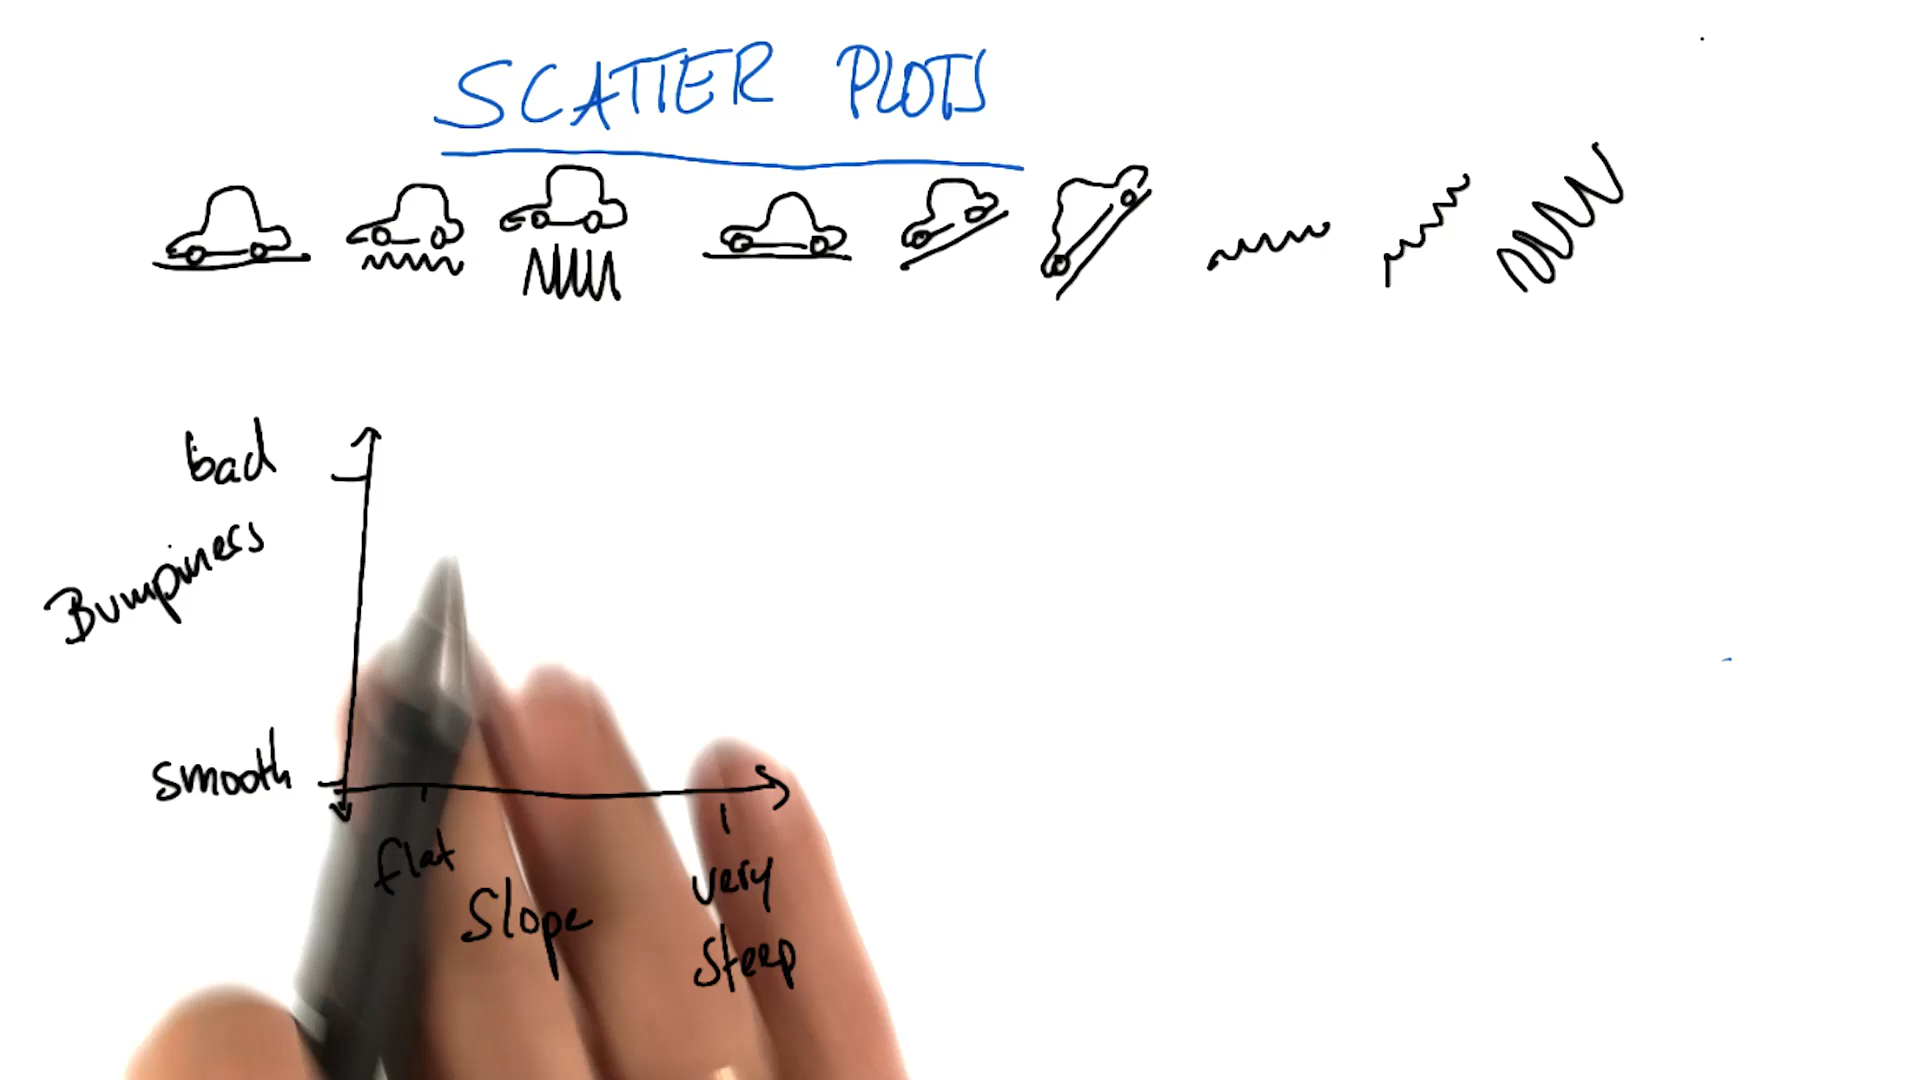 SCATTER PLOTS
bad
Bumpiness
smooth
flat
Slope
very
steep